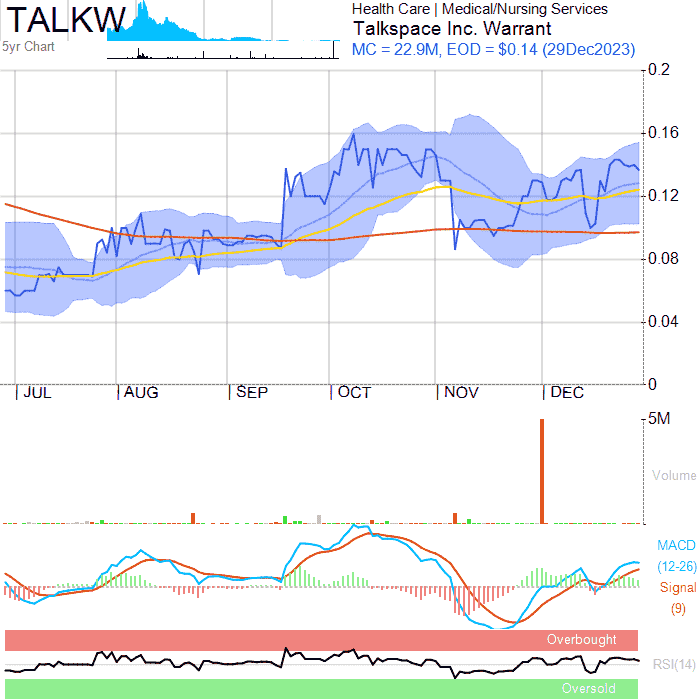 TALKW
5yr Chart
Health Care | Medical/Nursing Services
Talkspace Inc. Warrant
MC = 22.9M, EOD = $0.14 (29Dec2023)
0.2
0.16
0.12
0.08
0.04
0
JUL AUG SEP OCT NOV DEC
5M
Volume
MACD
(12-26)
Signal
(9)
Overbought
RSI(14)
Oversold